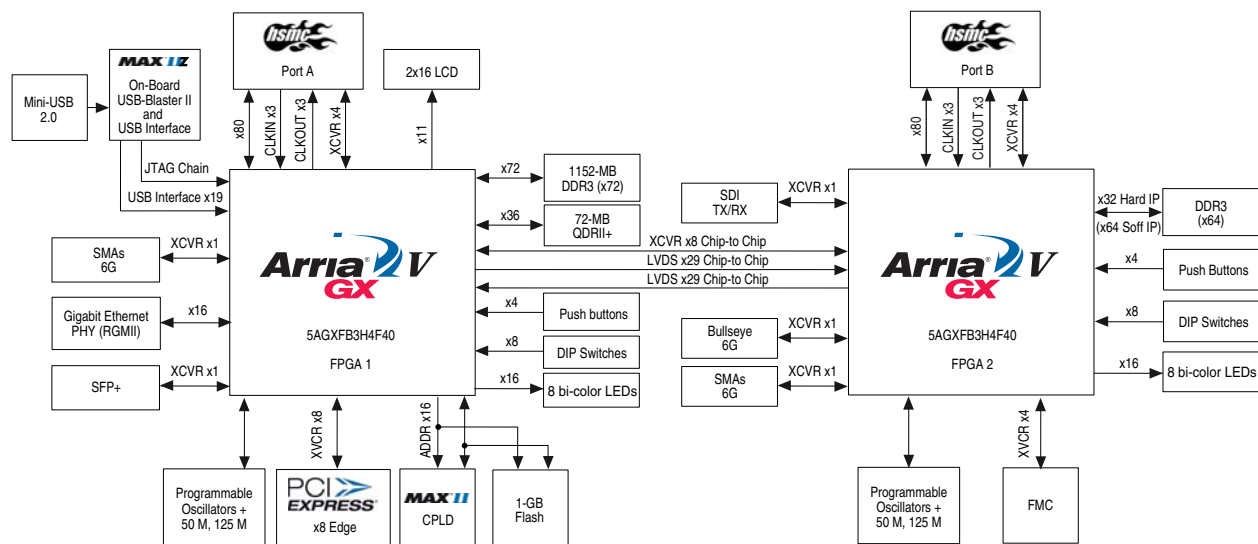 hsmc
Port A
MAX II Z
On-Board
USB-Blaster II
and
USB Interface
Mini-USB
2.0
2x16 LCD
x80
CLKIN x3
CLKOUT x3
XCVR x4
x11
JTAG Chain
USB Interface x19
x72
1152-MB
DDR3 (x72)
x36
72-MB
QDRII+
SMAs
6G
XCVR x1
Arria® V
GX
5AGXFB3H4F40
FPGA 1
Gigabit Ethernet
PHY (RGMII)
x16
SFP+
XCVR x1
XCVR x8 Chip-to Chip
LVDS x29 Chip-to Chip
LVDS x29 Chip-to Chip
x4
Push buttons
x8
DIP Switches
x16
8 bi-color LEDs
XVCR x8
ADDR x16
Programmable
Oscillators +
50 M, 125 M
PCI
EXPRESS®
x8 Edge
MAX II
CPLD
1-GB
Flash
hsmc
Port B
x80
CLKIN x3
CLKOUT x3
XCVR x4
SDI
TX/RX
XCVR x1
x32 Hard IP
(x64 Soff IP)
DDR3
(x64)
Arria® V
GX
5AGXFB3H4F40
FPGA 2
x4
Push Buttons
Bullseye
6G
XCVR x1
x8
DIP Switches
SMAs
6G
XCVR x1
x16
8 bi-color LEDs
XVCR x4
Programmable
Oscillators +
50 M, 125 M
FMC